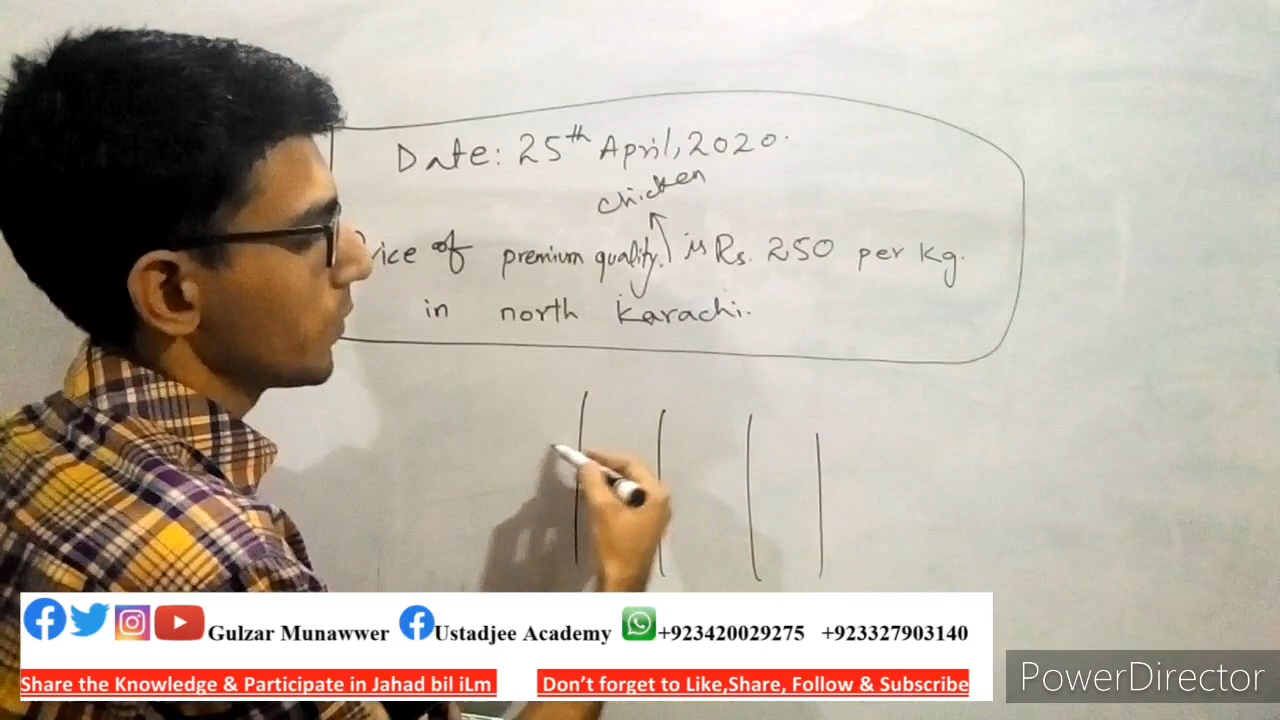 Date: 25th April, 2020.
chicken
rice of premium quality. is Rs. 250 per kg.
in north Karachi.
Gulzar Munawwer Ustadjee Academy +923420029275 +923327903140
Share the Knowledge & Participate in Jahad bil iLm Don't forget to Like,Share, Follow & Subscribe
PowerDirector